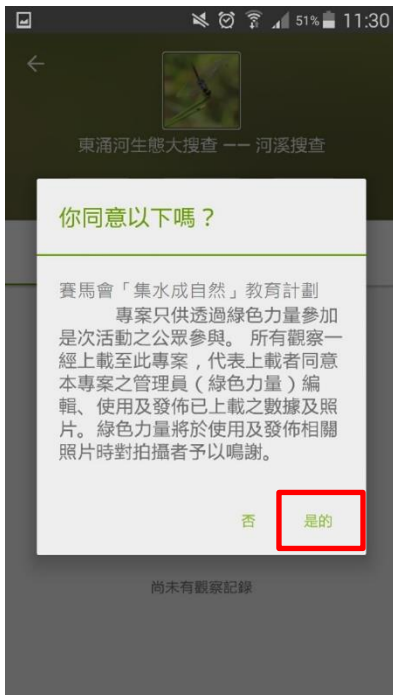 51% 11:30
東涌河生態大搜查 —— 河溪搜查
你同意以下嗎？
賽馬會「集水成自然」教育計劃
專案只供透過綠色力量參加
是次活動之公眾參與。 所有觀察一
經上載至此專案，代表上載者同意
本專案之管理員（綠色力量）編
輯、使用及發佈已上載之數據及照
片。綠色力量將於使用及發佈相關
照片時對拍攝者予以鳴謝。
否 是的
尚未有觀察記錄